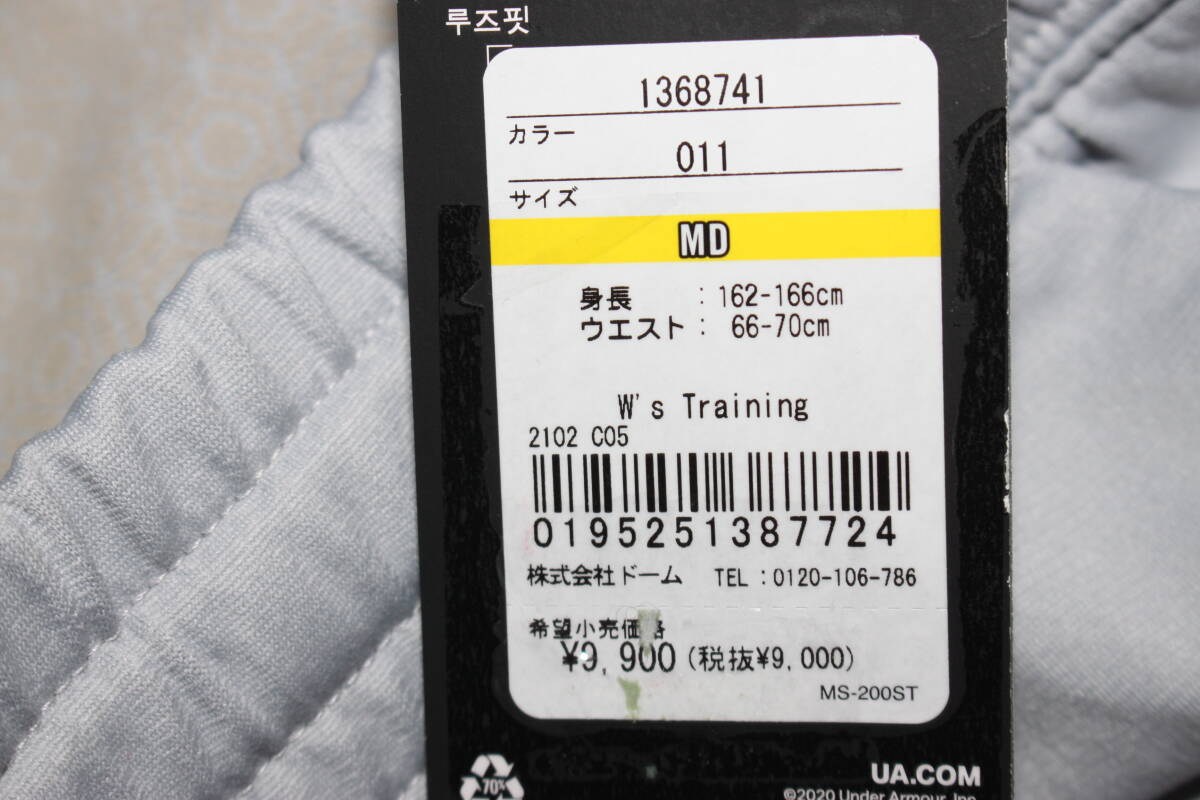 루즈핏
1368741
カラー
011
サイズ
MD
身長 : 162-166cm
ウエスト : 66-70cm
W's Training
2102 C05
0195251387724
株式会社ドーム TEL : 0120-106-786
希望小売価格
¥9,900 (税抜¥9,000)
MS-200ST
70%
UA.COM
©2020 Under Armour, Inc.